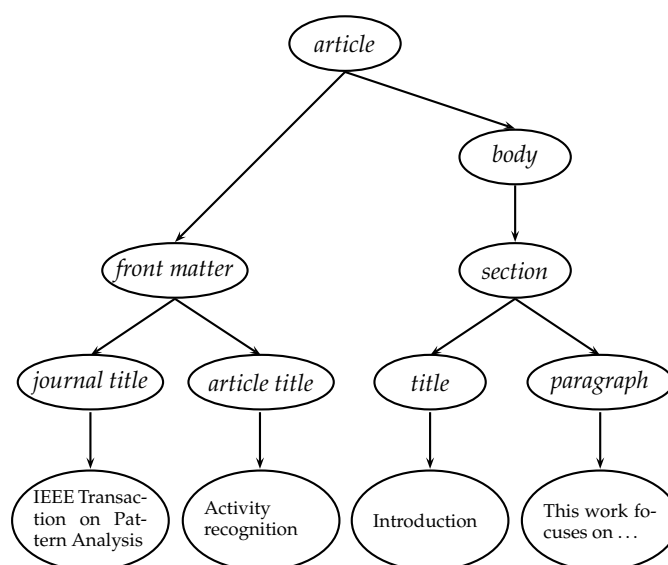 article
body
front matter
section
journal title
article title
title
paragraph
IEEE Transac-
tion on Pat-
tern Analysis
Activity
recognition
Introduction
This work fo-
cuses on ...